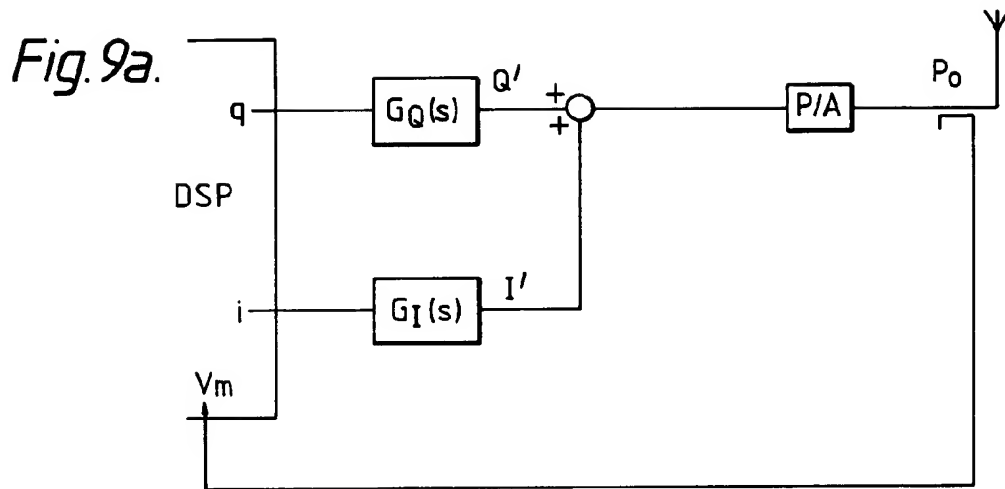 Fig. 9a.
q
GQ(s)
Q'
+
+
P/A
Po
DSP
i
GI(s)
I'
Vm